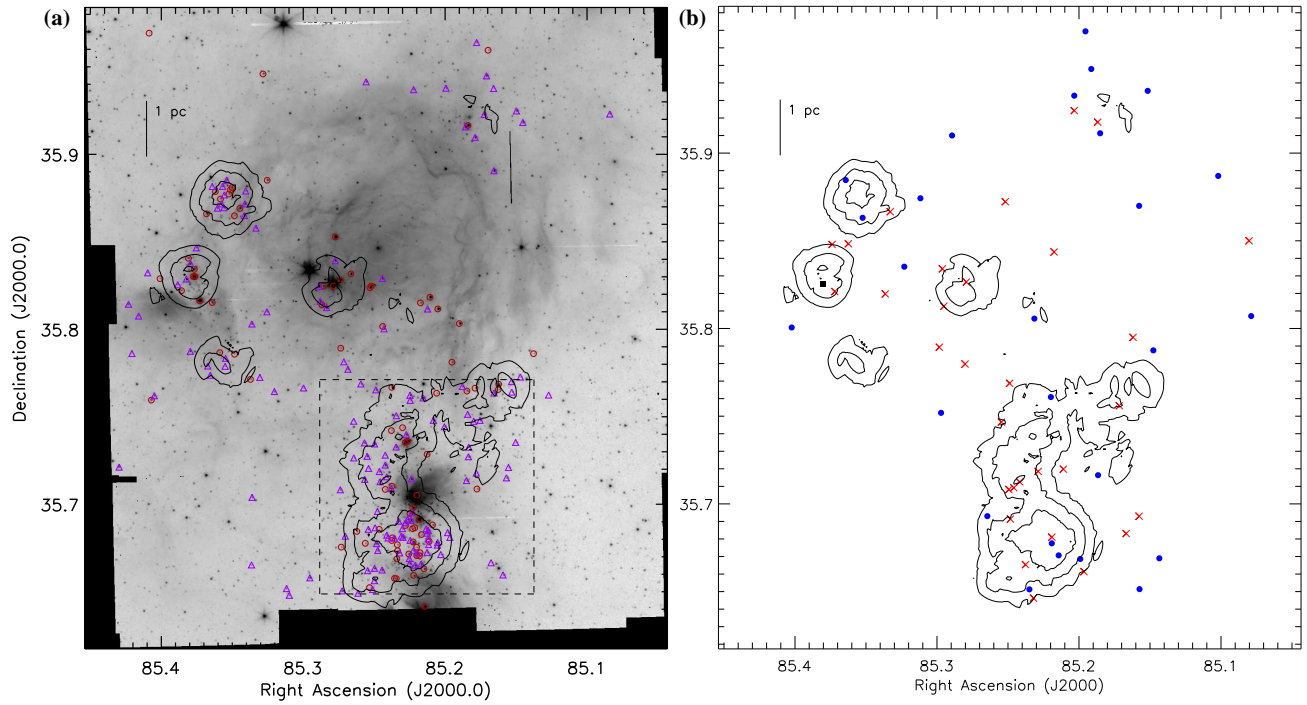 (a)
1 pc
35.9
35.8
35.7
Declination (J2000.0)
85.4 85.3 85.2 85.1
Right Ascension (J2000.0)
(b)
1 pc
35.9
35.8
35.7
85.4 85.3 85.2 85.1
Right Ascension (J2000)